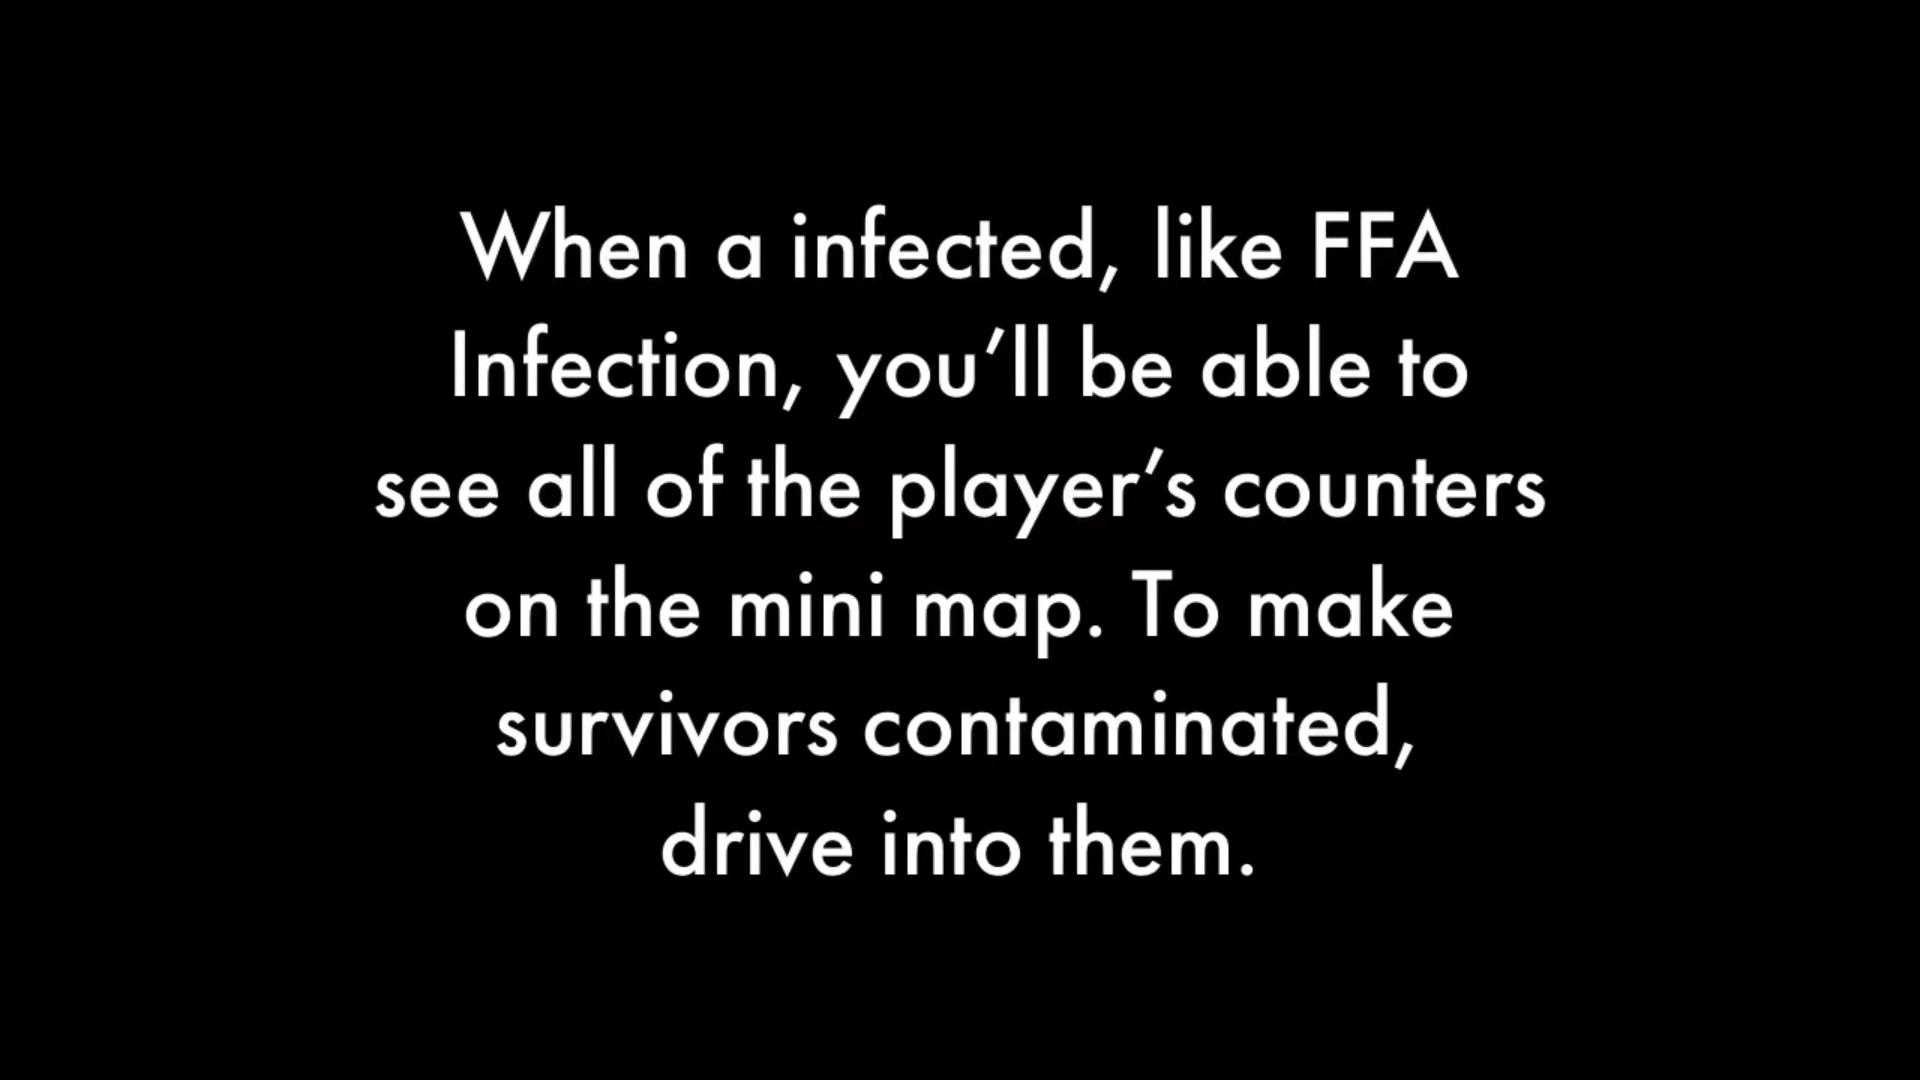 When a infected, like FFA
Infection, you’ll be able to
see all of the player’s counters
on the mini map. To make
survivors contaminated,
drive into them.